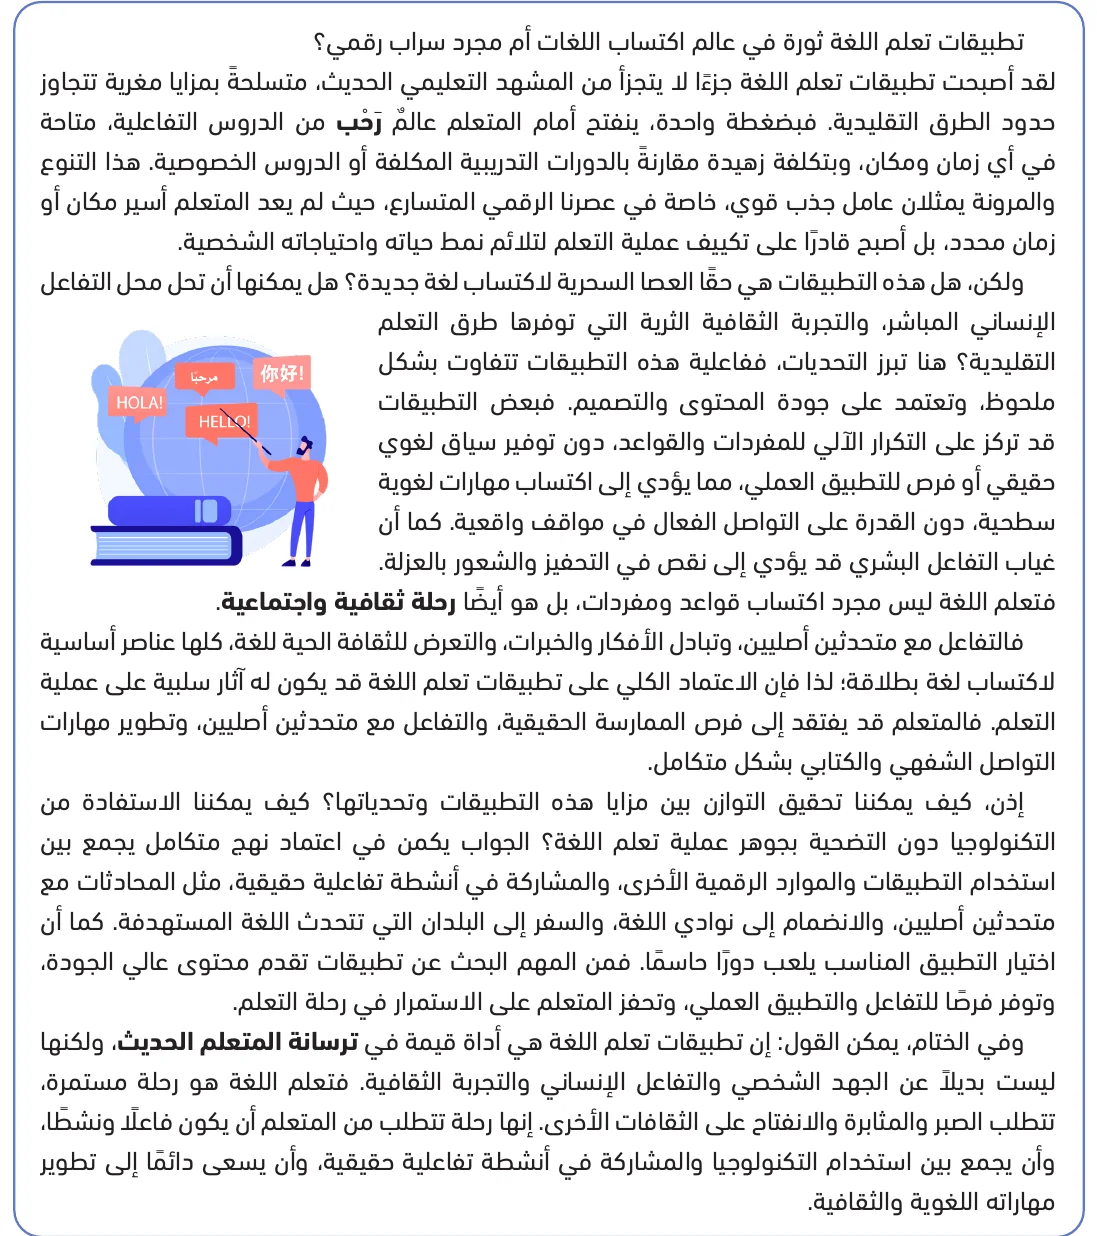 تطبيقات تعلم اللغة ثورة في عالم اكتساب اللغات أم مجرد سراب رقمي؟
لقد أصبحت تطبيقات تعلم اللغة جزءًا لا يتجزأ من المشهد التعليمي الحديث، متسلحةً بمزايا مغرية تتجاوز
حدود الطرق التقليدية. فبضغطة واحدة، ينفتح أمام المتعلم عالمٌ رَحْب من الدروس التفاعلية، متاحة
في أي زمان ومكان، وبتكلفة زهيدة مقارنةً بالدورات التدريبية المكلفة أو الدروس الخصوصية. هذا التنوع
والمرونة يمثلان عامل جذب قوي، خاصة في عصرنا الرقمي المتسارع، حيث لم يعد المتعلم أسير مكان أو
زمان محدد، بل أصبح قادرًا على تكييف عملية التعلم لتلائم نمط حياته واحتياجاته الشخصية.
ولكن، هل هذه التطبيقات هي حقًا العصا السحرية لاكتساب لغة جديدة؟ هل يمكنها أن تحل محل التفاعل
الإنساني المباشر، والتجربة الثقافية الثرية التي توفرها طرق التعلم
التقليدية؟ هنا تبرز التحديات، ففاعلية هذه التطبيقات تتفاوت بشكل
ملحوظ، وتعتمد على جودة المحتوى والتصميم. فبعض التطبيقات
قد تركز على التكرار الآلي للمفردات والقواعد، دون توفير سياق لغوي
حقيقي أو فرص للتطبيق العملي، مما يؤدي إلى اكتساب مهارات لغوية
سطحية، دون القدرة على التواصل الفعال في مواقف واقعية. كما أن
غياب التفاعل البشري قد يؤدي إلى نقص في التحفيز والشعور بالعزلة.
فتعلم اللغة ليس مجرد اكتساب قواعد ومفردات، بل هو أيضًا رحلة ثقافية واجتماعية.
你好!
مرحبًا
HOLA!
HELLO!
فالتفاعل مع متحدثين أصليين، وتبادل الأفكار والخبرات، والتعرض للثقافة الحية للغة، كلها عناصر أساسية
لاكتساب لغة بطلاقة؛ لذا فإن الاعتماد الكلي على تطبيقات تعلم اللغة قد يكون له آثار سلبية على عملية
التعلم. فالمتعلم قد يفتقد إلى فرص الممارسة الحقيقية، والتفاعل مع متحدثين أصليين، وتطوير مهارات
التواصل الشفهي والكتابي بشكل متكامل.
إذن، كيف يمكننا تحقيق التوازن بين مزايا هذه التطبيقات وتحدياتها؟ كيف يمكننا الاستفادة من
التكنولوجيا دون التضحية بجوهر عملية تعلم اللغة؟ الجواب يكمن في اعتماد نهج متكامل يجمع بين
استخدام التطبيقات والموارد الرقمية الأخرى، والمشاركة في أنشطة تفاعلية حقيقية، مثل المحادثات مع
متحدثين أصليين، والانضمام إلى نوادي اللغة، والسفر إلى البلدان التي تتحدث اللغة المستهدفة. كما أن
اختيار التطبيق المناسب يلعب دورًا حاسمًا. فمن المهم البحث عن تطبيقات تقدم محتوى عالي الجودة،
وتوفر فرصًا للتفاعل والتطبيق العملي، وتحفز المتعلم على الاستمرار في رحلة التعلم.
وفي الختام، يمكن القول: إن تطبيقات تعلم اللغة هي أداة قيمة في ترسانة المتعلم الحديث، ولكنها
ليست بديلاً عن الجهد الشخصي والتفاعل الإنساني والتجربة الثقافية. فتعلم اللغة هو رحلة مستمرة،
تتطلب الصبر والمثابرة والانفتاح على الثقافات الأخرى. إنها رحلة تتطلب من المتعلم أن يكون فاعلًا ونشطًا،
وأن يجمع بين استخدام التكنولوجيا والمشاركة في أنشطة تفاعلية حقيقية، وأن يسعى دائمًا إلى تطوير
مهاراته اللغوية والثقافية.